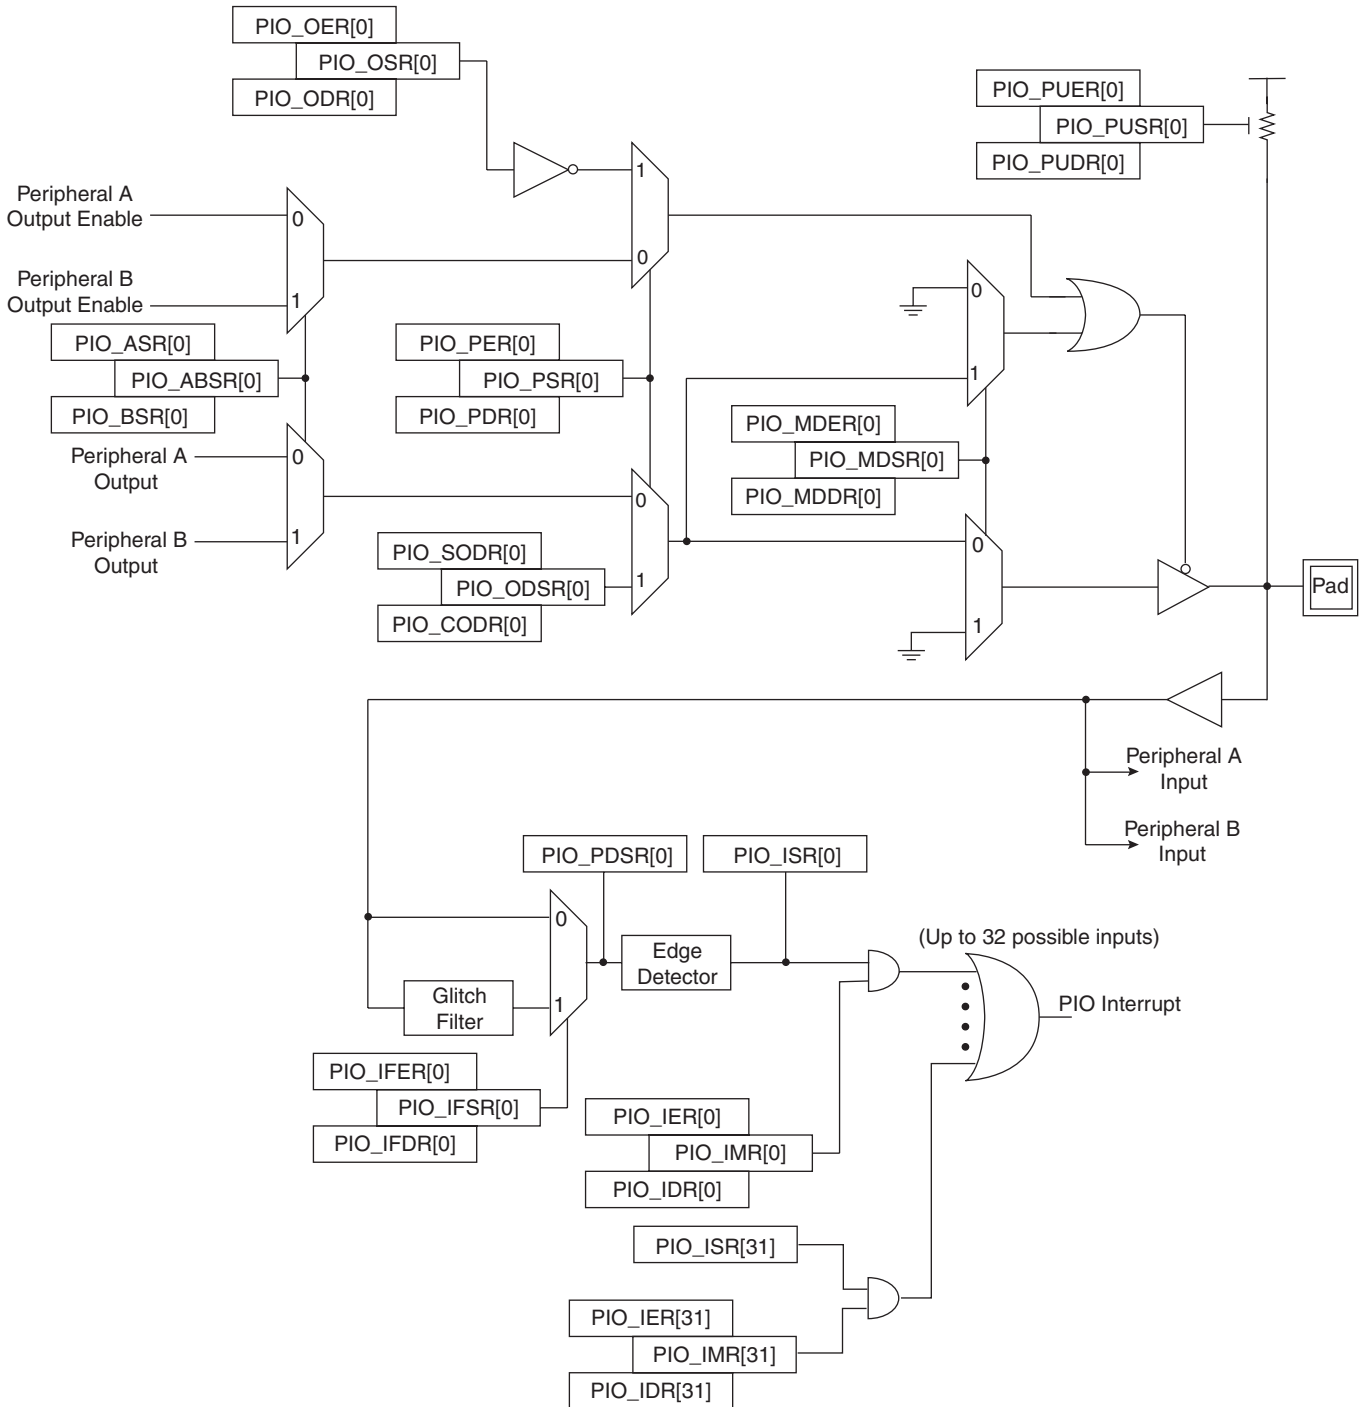 PIO_OER[0]
PIO_OSR[0]
PIO_ODR[0]
PIO_PUER[0]
PIO_PUSR[0]
PIO_PUDR[0]
1
Peripheral A
Output Enable
0
0
Peripheral B
Output Enable
1
0
PIO_ASR[0]
PIO_ABSR[0]
PIO_BSR[0]
PIO_PER[0]
PIO_PSR[0]
PIO_PDR[0]
1
PIO_MDER[0]
PIO_MDSR[0]
PIO_MDDR[0]
Peripheral A
Output
0
0
Peripheral B
Output
1
PIO_SODR[0]
PIO_ODSR[0]
PIO_CODR[0]
1
0
1
Pad
Peripheral A
Input
Peripheral B
Input
PIO_PDSR[0]
PIO_ISR[0]
0
Edge
Detector
(Up to 32 possible inputs)
Glitch
Filter
1
PIO Interrupt
PIO_IFER[0]
PIO_IFSR[0]
PIO_IFDR[0]
PIO_IER[0]
PIO_IMR[0]
PIO_IDR[0]
PIO_ISR[31]
PIO_IER[31]
PIO_IMR[31]
PIO_IDR[31]